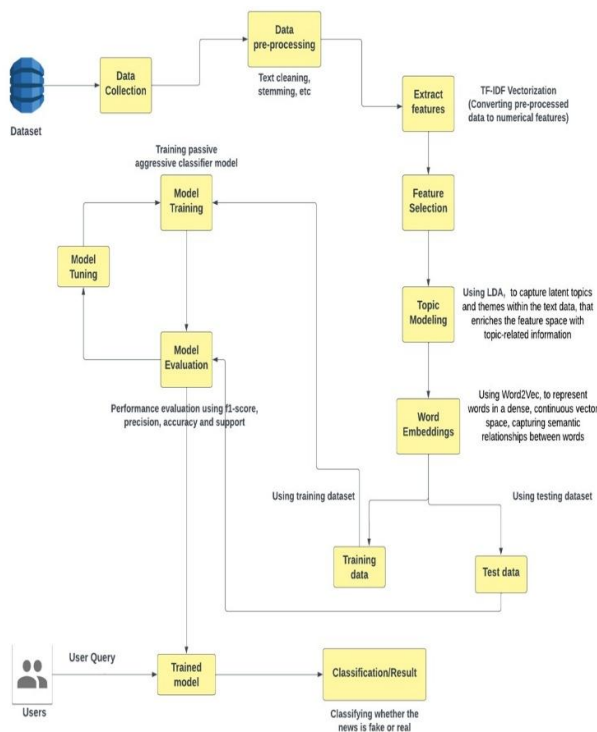 Data
pre-processing
Text cleaning,
stemming, etc
Data
Collection
Dataset
Extract
features
TF-IDF Vectorization
(Converting pre-processed
data to numerical features)
Training passive
aggressive classifier model
Model
Training
Feature
Selection
Model
Tuning
Topic
Modeling
Using LDA, to capture latent topics
and themes within the text data, that
enriches the feature space with
topic-related information
Model
Evaluation
Performance evaluation using f1-score,
precision, accuracy and support
Word
Embeddings
Using Word2Vec, to represent
words in a dense, continuous vector
space, capturing semantic
relationships between words
Using training dataset
Using testing dataset
Training
data
Test data
User Query
Users
Trained
model
Classification/Result
Classifying whether the
news is fake or real